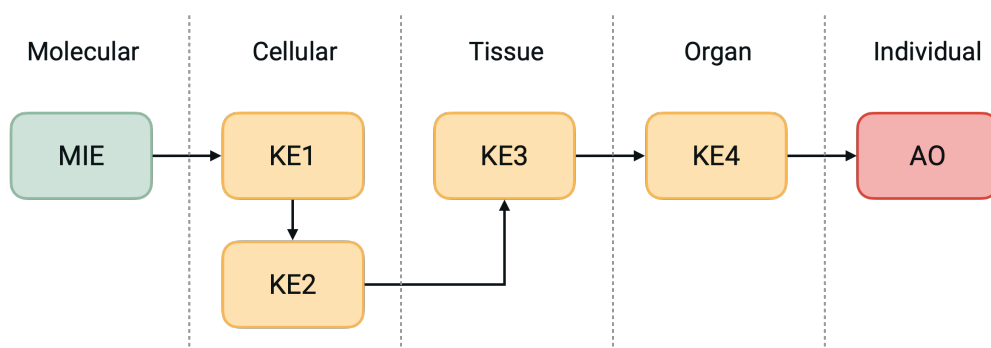 Molecular
Cellular
Tissue
Organ
Individual
MIE
KE1
KE3
KE4
AO
KE2